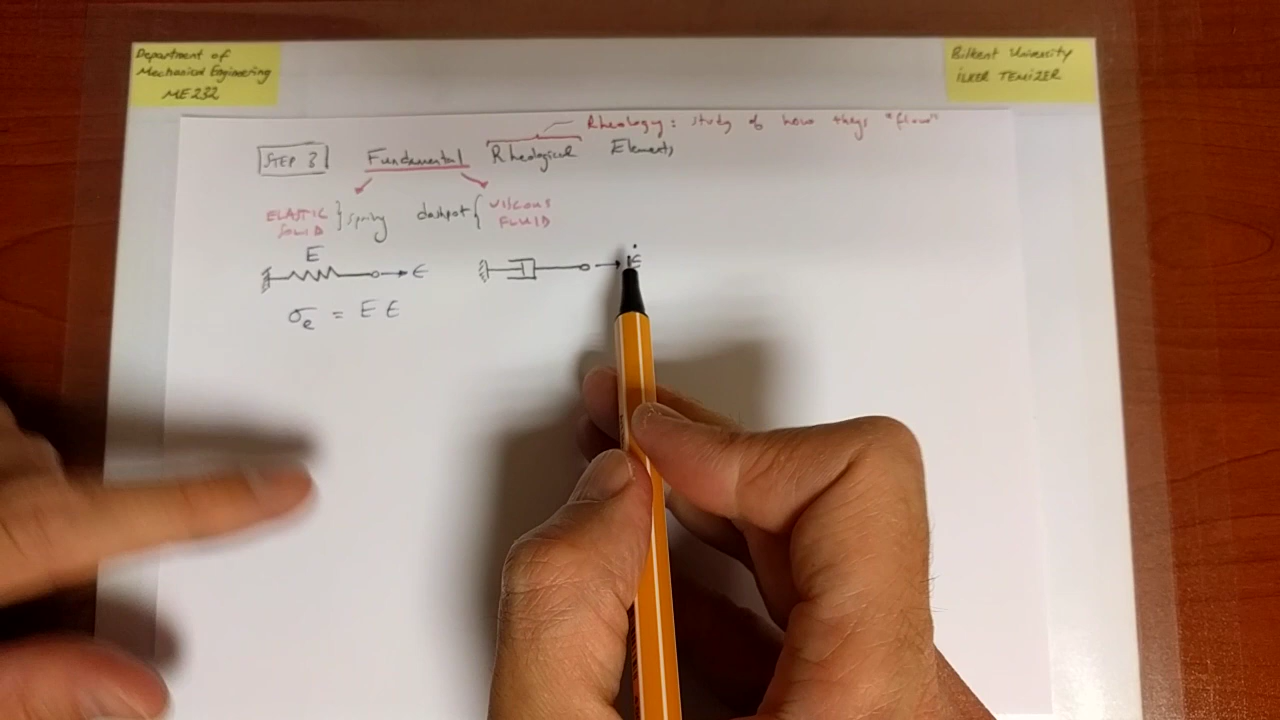 Department of
Mechanical Engineering
ME232
Bilkent University
İLKER TEMİZER
Rheology: study of how thgs "flow"
STEP 3 Fundamental Rheological Elements
ELASTIC SOLID } spring dashpot { VISCOUS FLUID
E
ϵ ϵ̇
σₑ = E ϵ